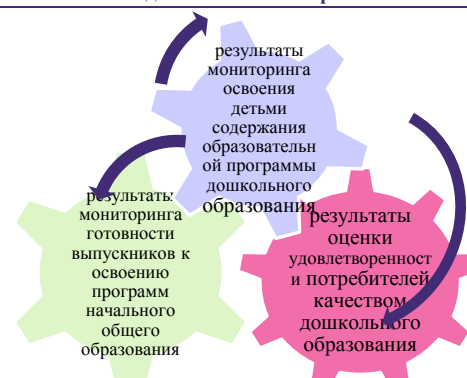 результаты
мониторинга
освоения
детьми
содержания
образовательн
ой программы
дошкольного
образования
результаты
мониторинга
готовности
выпускников к
освоению
программ
начального
общего
образования
результаты
оценки
удовлетворенност
и потребителей
качеством
дошкольного
образования